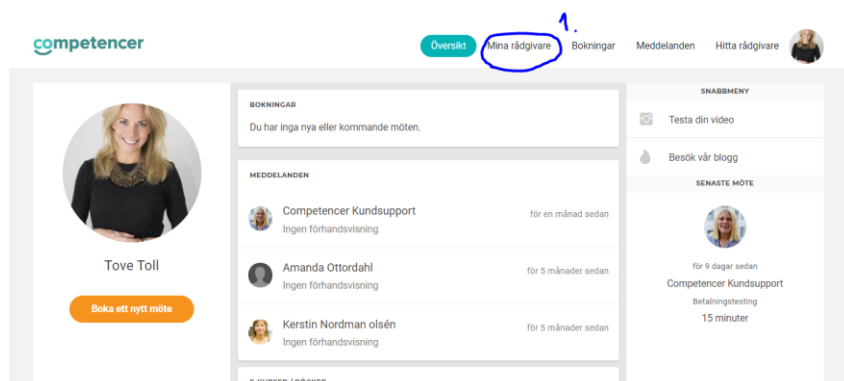 1.
competencer
Översikt Mina rådgivare Bokningar Meddelanden Hitta rådgivare
BOKNINGAR
Du har inga nya eller kommande möten.
MEDDELANDEN
Competencer Kundsupport
för en månad sedan
Ingen förhandsvisning
Amanda Ottordahl
för 5 månader sedan
Ingen förhandsvisning
Kerstin Nordman olsén
för 5 månader sedan
Ingen förhandsvisning
Tove Toll
Boka ett nytt möte
SNABBMENY
Testa din video
Besök vår blogg
SENASTE MÖTE
för 9 dagar sedan
Competencer Kundsupport
Betalningstesting
15 minuter